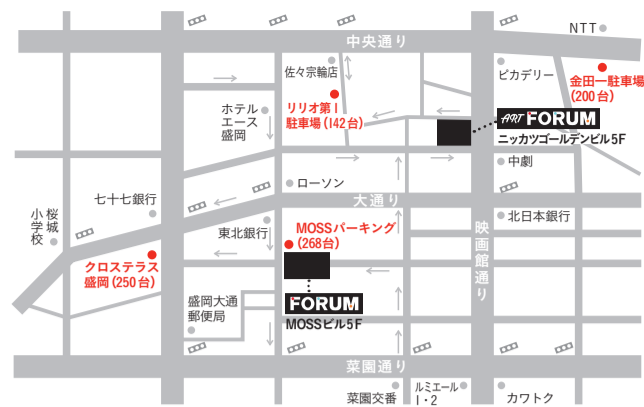 NTT
中央通り
佐々宗輪店
ピカデリー
金田一駐車場
(200台)
リリオ第1
駐車場(142台)
ホテル
エース
盛岡
ART FORUM
ニッカツゴールデンビル5F
中劇
ローソン
七十七銀行
大通り
桜城
小学校
東北銀行
MOSSパーキング
(268台)
映画館通り
北日本銀行
クロステラス
盛岡(250台)
盛岡大通
郵便局
FORUM
MOSSビル5F
菜園通り
菜園交番
ルミエール
1・2
カワトク